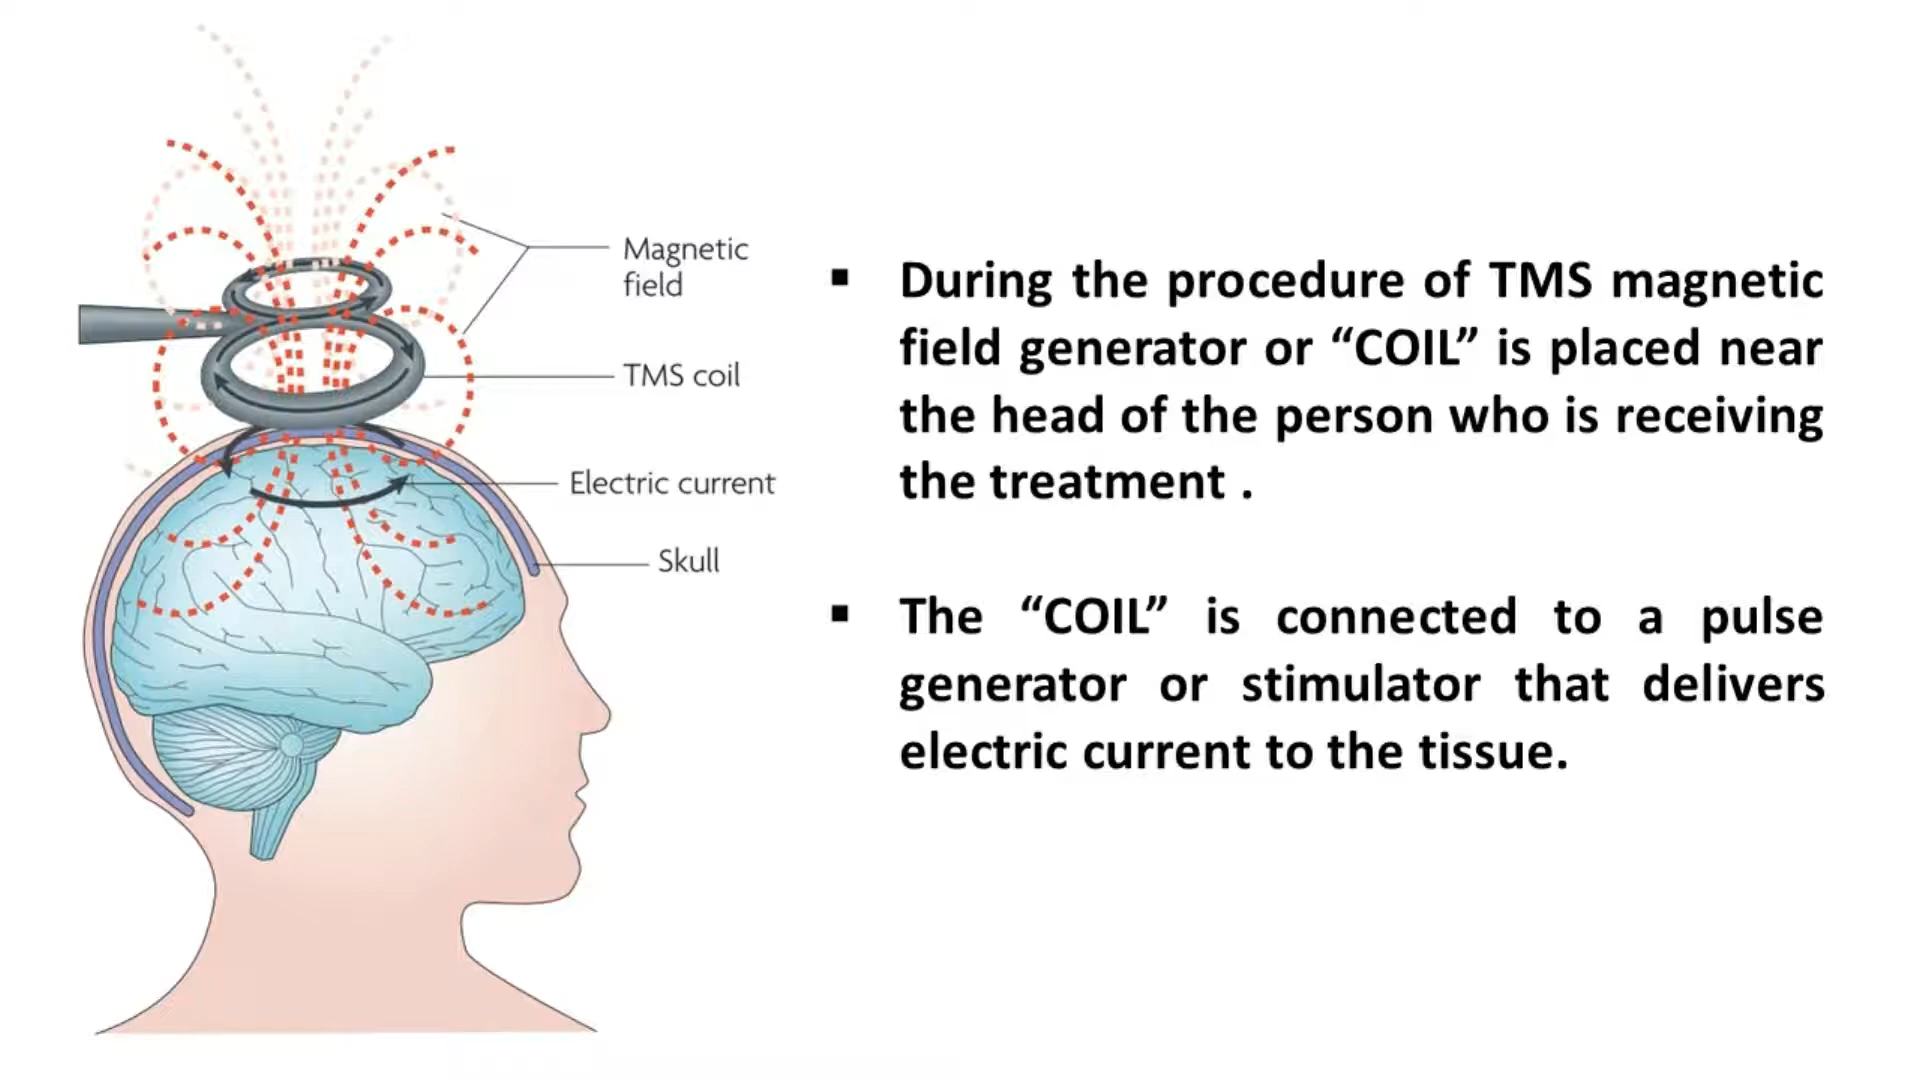 Magnetic
field
TMS coil
Electric current
Skull
▪ During the procedure of TMS magnetic
field generator or “COIL” is placed near
the head of the person who is receiving
the treatment .
▪ The “COIL” is connected to a pulse
generator or stimulator that delivers
electric current to the tissue.